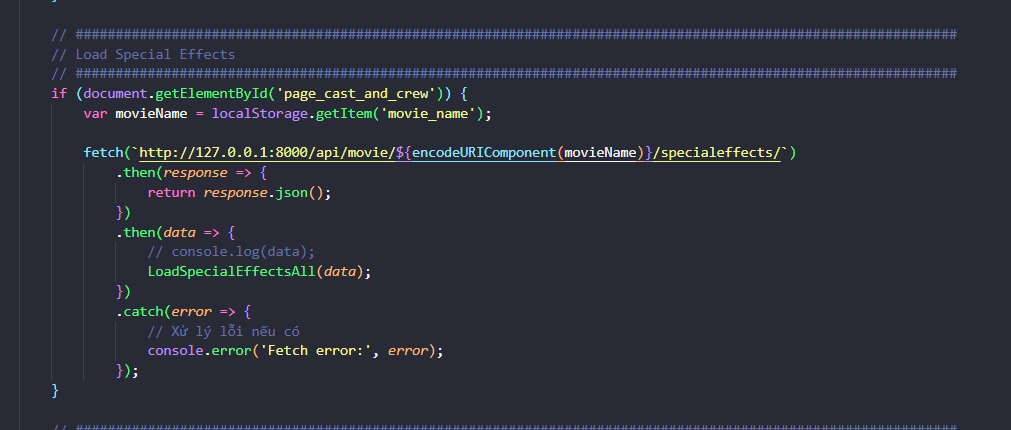 // ##############################################################################################################
// Load Special Effects
// ##############################################################################################################
if (document.getElementById('page_cast_and_crew')) {
var movieName = localStorage.getItem('movie_name');
fetch(`http://127.0.0.1:8000/api/movie/${encodeURIComponent(movieName)}/specialeffects/`)
.then(response => {
return response.json();
})
.then(data => {
// console.log(data);
LoadSpecialEffectsAll(data);
})
.catch(error => {
// Xử lý lỗi nếu có
console.error('Fetch error:', error);
});
}
// ##############################################################################################################